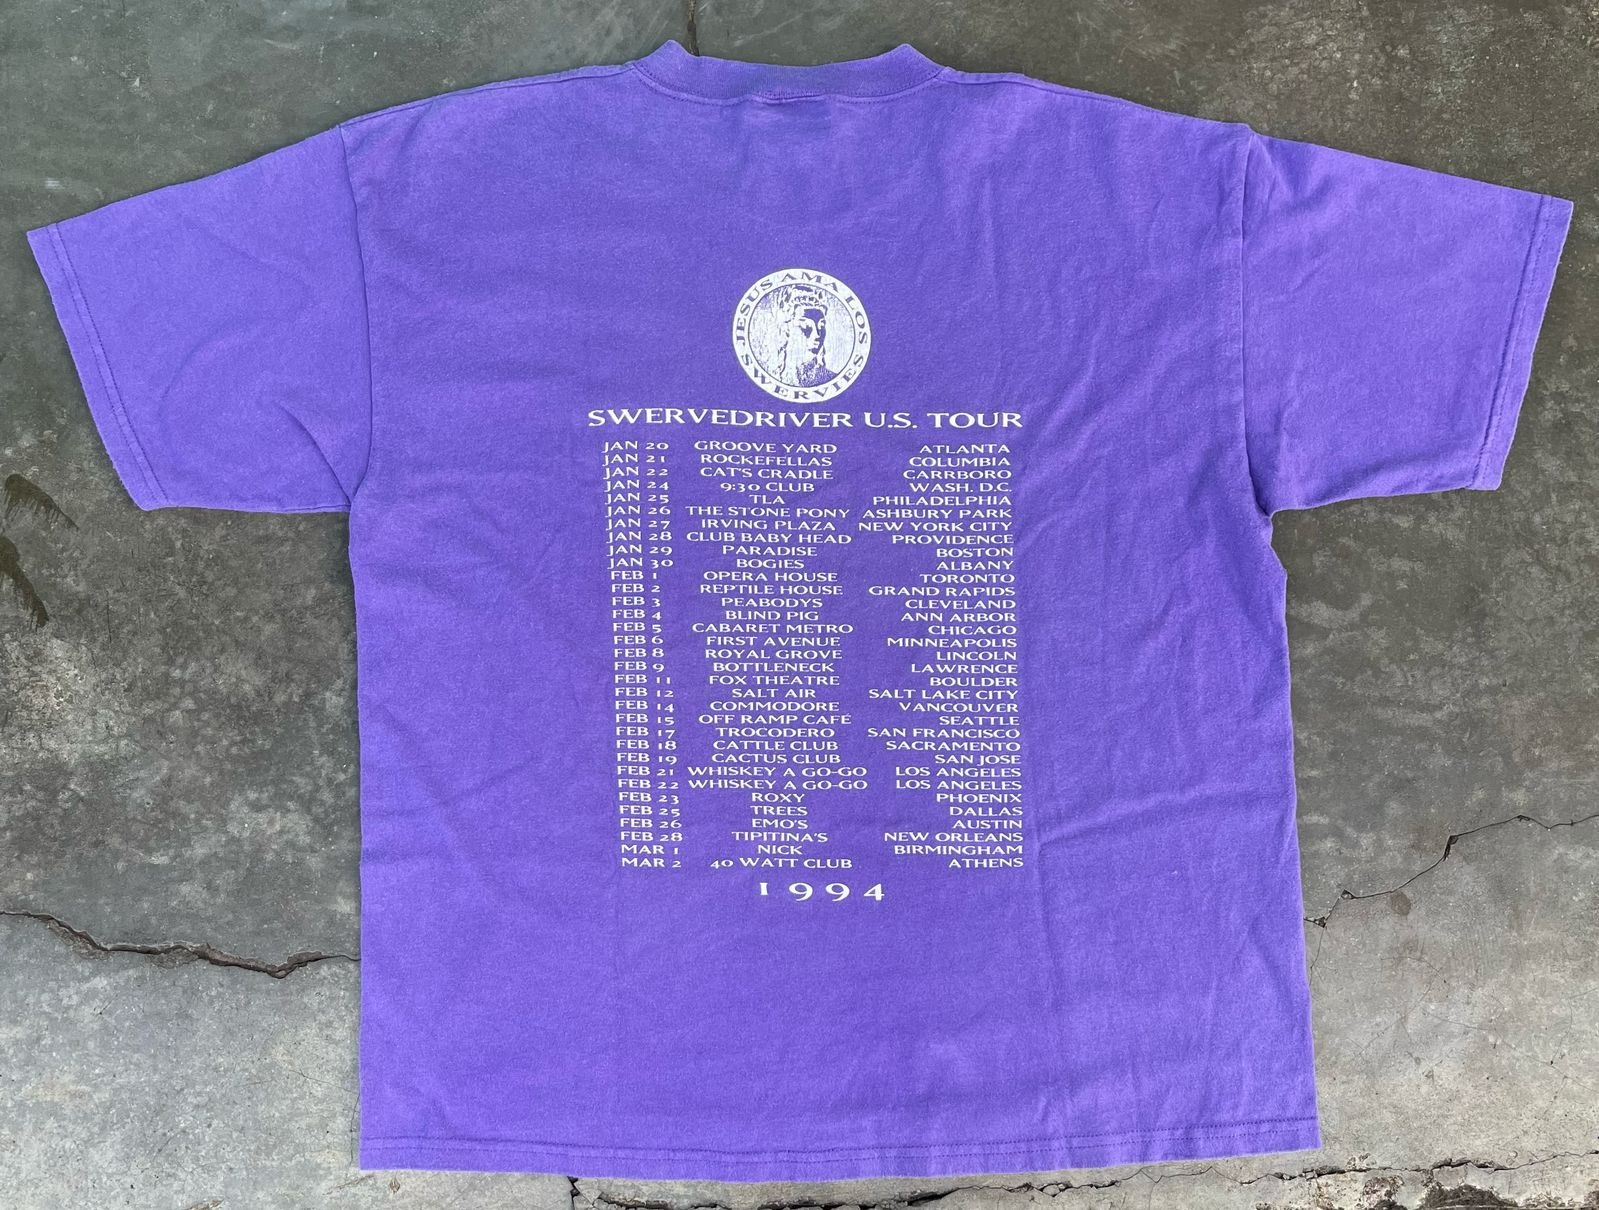 JESUS AMA LOS SWERVIES
SWERVEDRIVER U.S. TOUR
JAN 20 GROOVE YARD ATLANTA
JAN 21 ROCKEFELLAS COLUMBIA
JAN 22 CAT'S CRADLE CARRBORO
JAN 24 9:30 CLUB WASH. D.C.
JAN 25 TLA PHILADELPHIA
JAN 26 THE STONE PONY ASHBURY PARK
JAN 27 IRVING PLAZA NEW YORK CITY
JAN 28 CLUB BABY HEAD PROVIDENCE
JAN 29 PARADISE BOSTON
JAN 30 BOGIES ALBANY
FEB 1 OPERA HOUSE TORONTO
FEB 2 REPTILE HOUSE GRAND RAPIDS
FEB 3 PEABODYS CLEVELAND
FEB 4 BLIND PIG ANN ARBOR
FEB 5 CABARET METRO CHICAGO
FEB 6 FIRST AVENUE MINNEAPOLIS
FEB 8 ROYAL GROVE LINCOLN
FEB 9 BOTTLENECK LAWRENCE
FEB 11 FOX THEATRE BOULDER
FEB 12 SALT AIR SALT LAKE CITY
FEB 14 COMMODORE VANCOUVER
FEB 15 OFF RAMP CAFÉ SEATTLE
FEB 17 TROCODERO SAN FRANCISCO
FEB 18 CATTLE CLUB SACRAMENTO
FEB 19 CACTUS CLUB SAN JOSE
FEB 21 WHISKEY A GO-GO LOS ANGELES
FEB 22 WHISKEY A GO-GO LOS ANGELES
FEB 23 ROXY PHOENIX
FEB 25 TREES DALLAS
FEB 26 EMO'S AUSTIN
FEB 28 TIPITINA'S NEW ORLEANS
MAR 1 NICK BIRMINGHAM
MAR 2 40 WATT CLUB ATHENS
1994